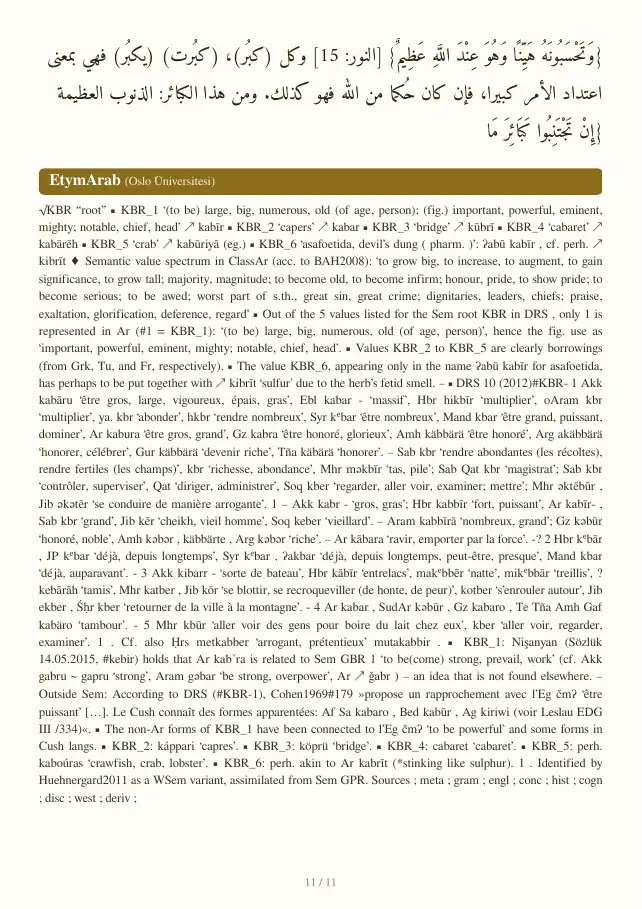 {وَتَحْسَبُونَهُ هَيِّنًا وَهُوَ عِنْدَ اللَّهِ عَظِيمٌ} [النور: 15] وكل (كبُر)، (كبُرت) (يكبُر) فهي بمعنى
اعتداد الأمر كبيرا، فإن كان حُكما من الله فهو كذلك. ومن هذا الكبائر: الذنوب العظيمة
{إِنْ تَجْتَنِبُوا كَبَائِرَ مَا
EtymArab (Oslo Üniversitesi)
√KBR “root” ▪ KBR_1 ‘(to be) large, big, numerous, old (of age, person); (fig.) important, powerful, eminent,
mighty; notable, chief, head’ ↗ kabīr ▪ KBR_2 ‘capers’ ↗ kabar ▪ KBR_3 ‘bridge’ ↗ kūbrī ▪ KBR_4 ‘cabaret’ ↗
kabārēh ▪ KBR_5 ‘crab’ ↗ kabūriyā (eg.) ▪ KBR_6 ‘asafoetida, devil’s dung ( pharm. )’: ʔabū kabīr , cf. perh. ↗
kibrīt ♦ Semantic value spectrum in ClassAr (acc. to BAH2008): ‘to grow big, to increase, to augment, to gain
significance, to grow tall; majority, magnitude; to become old, to become infirm; honour, pride, to show pride; to
become serious; to be awed; worst part of s.th., great sin, great crime; dignitaries, leaders, chiefs; praise,
exaltation, glorification, deference, regard’ ▪ Out of the 5 values listed for the Sem root KBR in DRS , only 1 is
represented in Ar (#1 = KBR_1): ‘(to be) large, big, numerous, old (of age, person)’, hence the fig. use as
‘important, powerful, eminent, mighty; notable, chief, head’. ▪ Values KBR_2 to KBR_5 are clearly borrowings
(from Grk, Tu, and Fr, respectively). ▪ The value KBR_6, appearing only in the name ʔabū kabīr for asafoetida,
has perhaps to be put together with ↗ kibrīt ‘sulfur’ due to the herb’s fetid smell. – ▪ DRS 10 (2012)#KBR- 1 Akk
kabāru ‘être gros, large, vigoureux, épais, gras’, Ebl kabar - ‘massif’, Hbr hikbīr ‘multiplier’, oAram kbr
‘multiplier’, ya. kbr ‘abonder’, hkbr ‘rendre nombreux’, Syr kᵉbar ‘être nombreux’, Mand kbar ‘être grand, puissant,
dominer’, Ar kabura ‘être gros, grand’, Gz kabra ‘être honoré, glorieux’, Amh käbbärä ‘être honoré’, Arg akäbbärä
‘honorer, célébrer’, Gur käbbärä ‘devenir riche’, Tña käbärä ‘honorer’. – Sab kbr ‘rendre abondantes (les récoltes),
rendre fertiles (les champs)’, kbr ‘richesse, abondance’, Mhr məkbīr ‘tas, pile’; Sab Qat kbr ‘magistrat’; Sab kbr
‘contrôler, superviser’, Qat ‘diriger, administrer’, Soq kber ‘regarder, aller voir, examiner; mettre’; Mhr əktēbūr ,
Jib əkətēr ‘se conduire de manière arrogante’. 1 – Akk kabr - ‘gros, gras’; Hbr kabbīr ‘fort, puissant’, Ar kabīr- ,
Sab kbr ‘grand’, Jib kēr ‘cheikh, vieil homme’, Soq keber ‘vieillard’. – Aram kabbīrā ‘nombreux, grand’; Gz kəbūr
‘honoré, noble’, Amh kəbər , käbbärte , Arg kəbər ‘riche’. – Ar kābara ‘ravir, emporter par la force’. -? 2 Hbr kᵉbār
, JP kᵉbar ‘déjà, depuis longtemps’, Syr kᵉbar , ʔakbar ‘déjà, depuis longtemps, peut-être, presque’, Mand kbar
‘déjà, auparavant’. - 3 Akk kibarr - ‘sorte de bateau’, Hbr kābīr ‘entrelacs’, makᵉbbēr ‘natte’, mikᵉbbār ‘treillis’, ?
kebārāh ‘tamis’, Mhr katber , Jib kōr ‘se blottir, se recroqueviller (de honte, de peur)’, kotber ‘s’enrouler autour’, Jib
ekber , Śḥr kber ‘retourner de la ville à la montagne’. - 4 Ar kabar , SudAr kəbūr , Gz kabaro , Te Tña Amh Gaf
kabäro ‘tambour’. - 5 Mhr kbūr ‘aller voir des gens pour boire du lait chez eux’, kber ‘aller voir, regarder,
examiner’. 1 . Cf. also Ḥrs metkabber ‘arrogant, prétentieux’ mutakabbir . ▪ KBR_1: Nişanyan (Sözlük
14.05.2015, #kebir) holds that Ar kabura is related to Sem GBR 1 ‘to be(come) strong, prevail, work’ (cf. Akk
gabru ~ gapru ‘strong’, Aram gəbar ‘be strong, overpower’, Ar ↗ ǧabr ) – an idea that is not found elsewhere. –
Outside Sem: According to DRS (#KBR-1), Cohen1969#179 »propose un rapprochement avec l’Eg čmʔ ‘être
puissant’ […]. Le Cush connaît des formes apparentées: Af Sa kabaro , Bed kabūr , Ag kiriwi (voir Leslau EDG
III /334)«. ▪ The non-Ar forms of KBR_1 have been connected to l’Eg čmʔ ‘to be powerful’ and some forms in
Cush langs. ▪ KBR_2: káppari ‘capres’. ▪ KBR_3: köprü ‘bridge’. ▪ KBR_4: cabaret ‘cabaret’. ▪ KBR_5: perh.
kaboúras ‘crawfish, crab, lobster’. ▪ KBR_6: perh. akin to Ar kabrīt (*stinking like sulphur). 1 . Identified by
Huehnergard2011 as a WSem variant, assimilated from Sem GPR. Sources ; meta ; gram ; engl ; conc ; hist ; cogn
; disc ; west ; deriv ;
11 / 11